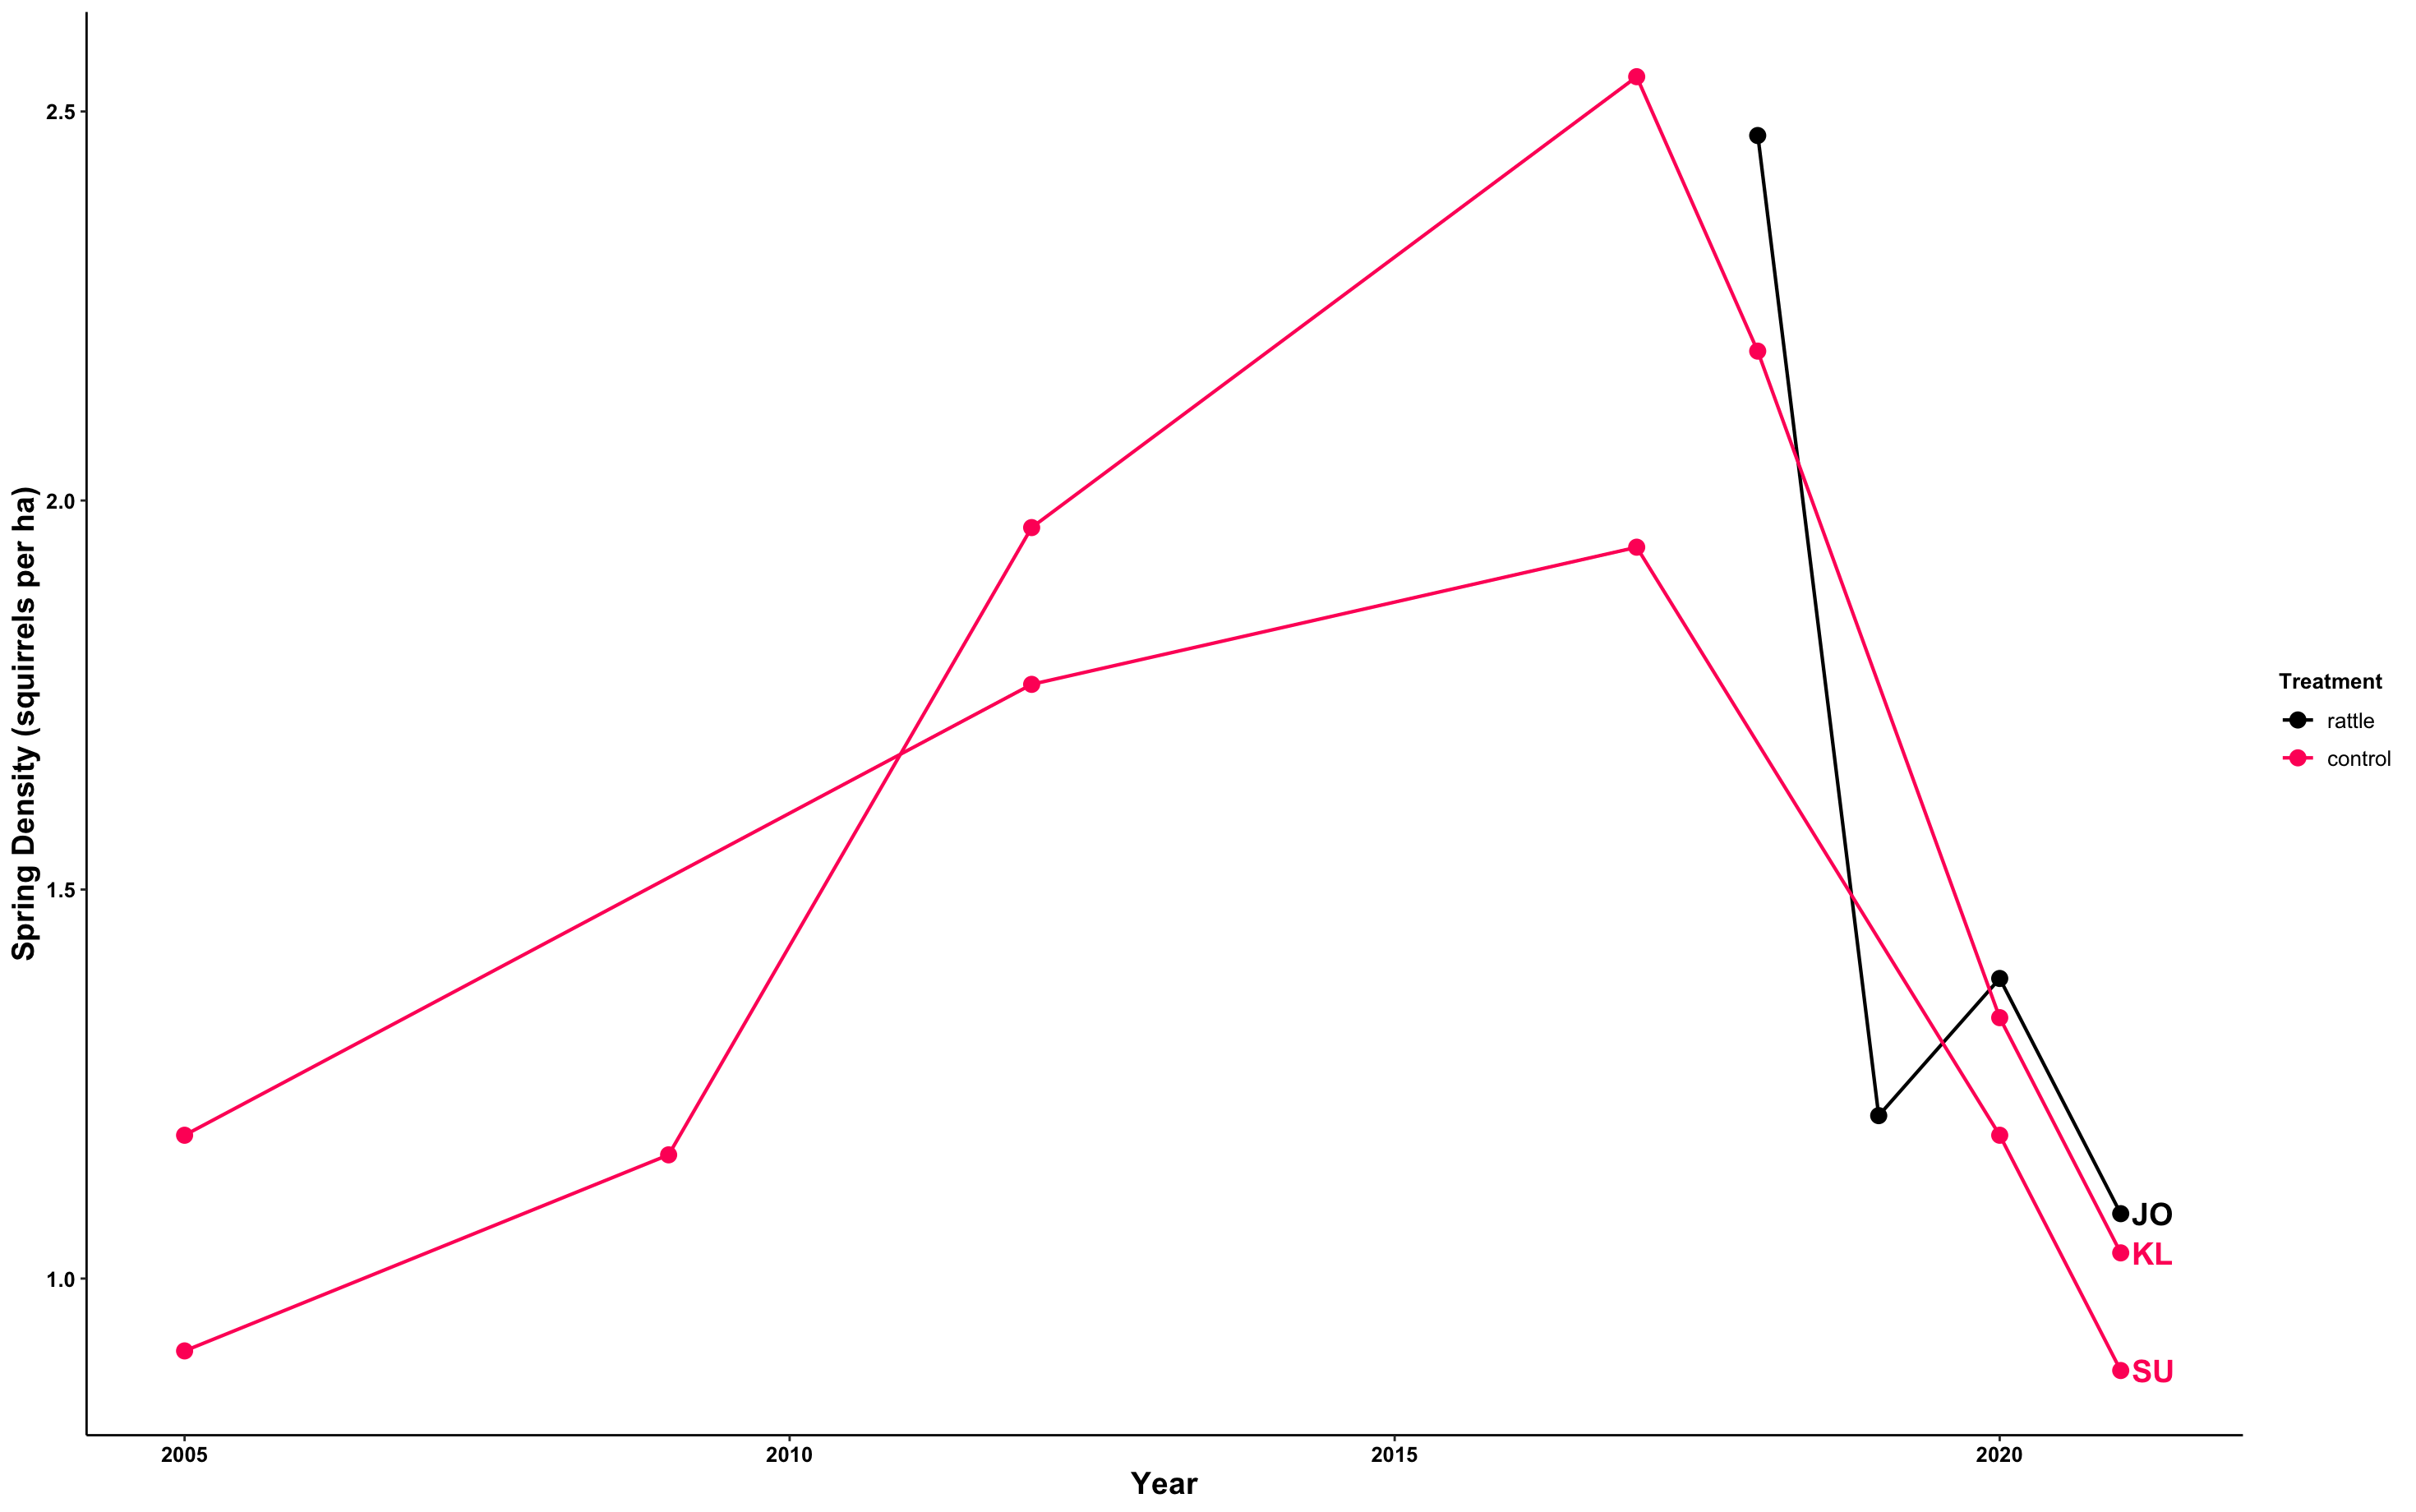 Spring Density (squirrels per ha)
2.5
2.0
1.5
1.0
JO
KL
SU
2005 2010 2015 2020
Year
Treatment
rattle
control